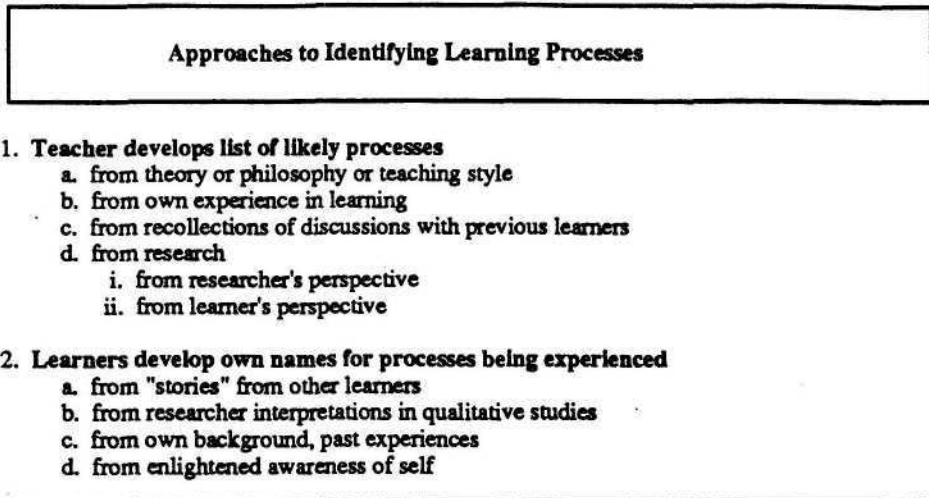 Approaches to Identifying Learning Processes
1. Teacher develops list of likely processes
a. from theory or philosophy or teaching style
b. from own experience in learning
c. from recollections of discussions with previous learners
d. from research
i. from researcher's perspective
ii. from learner's perspective
2. Learners develop own names for processes being experienced
a. from "stories" from other learners
b. from researcher interpretations in qualitative studies
c. from own background, past experiences
d. from enlightened awareness of self